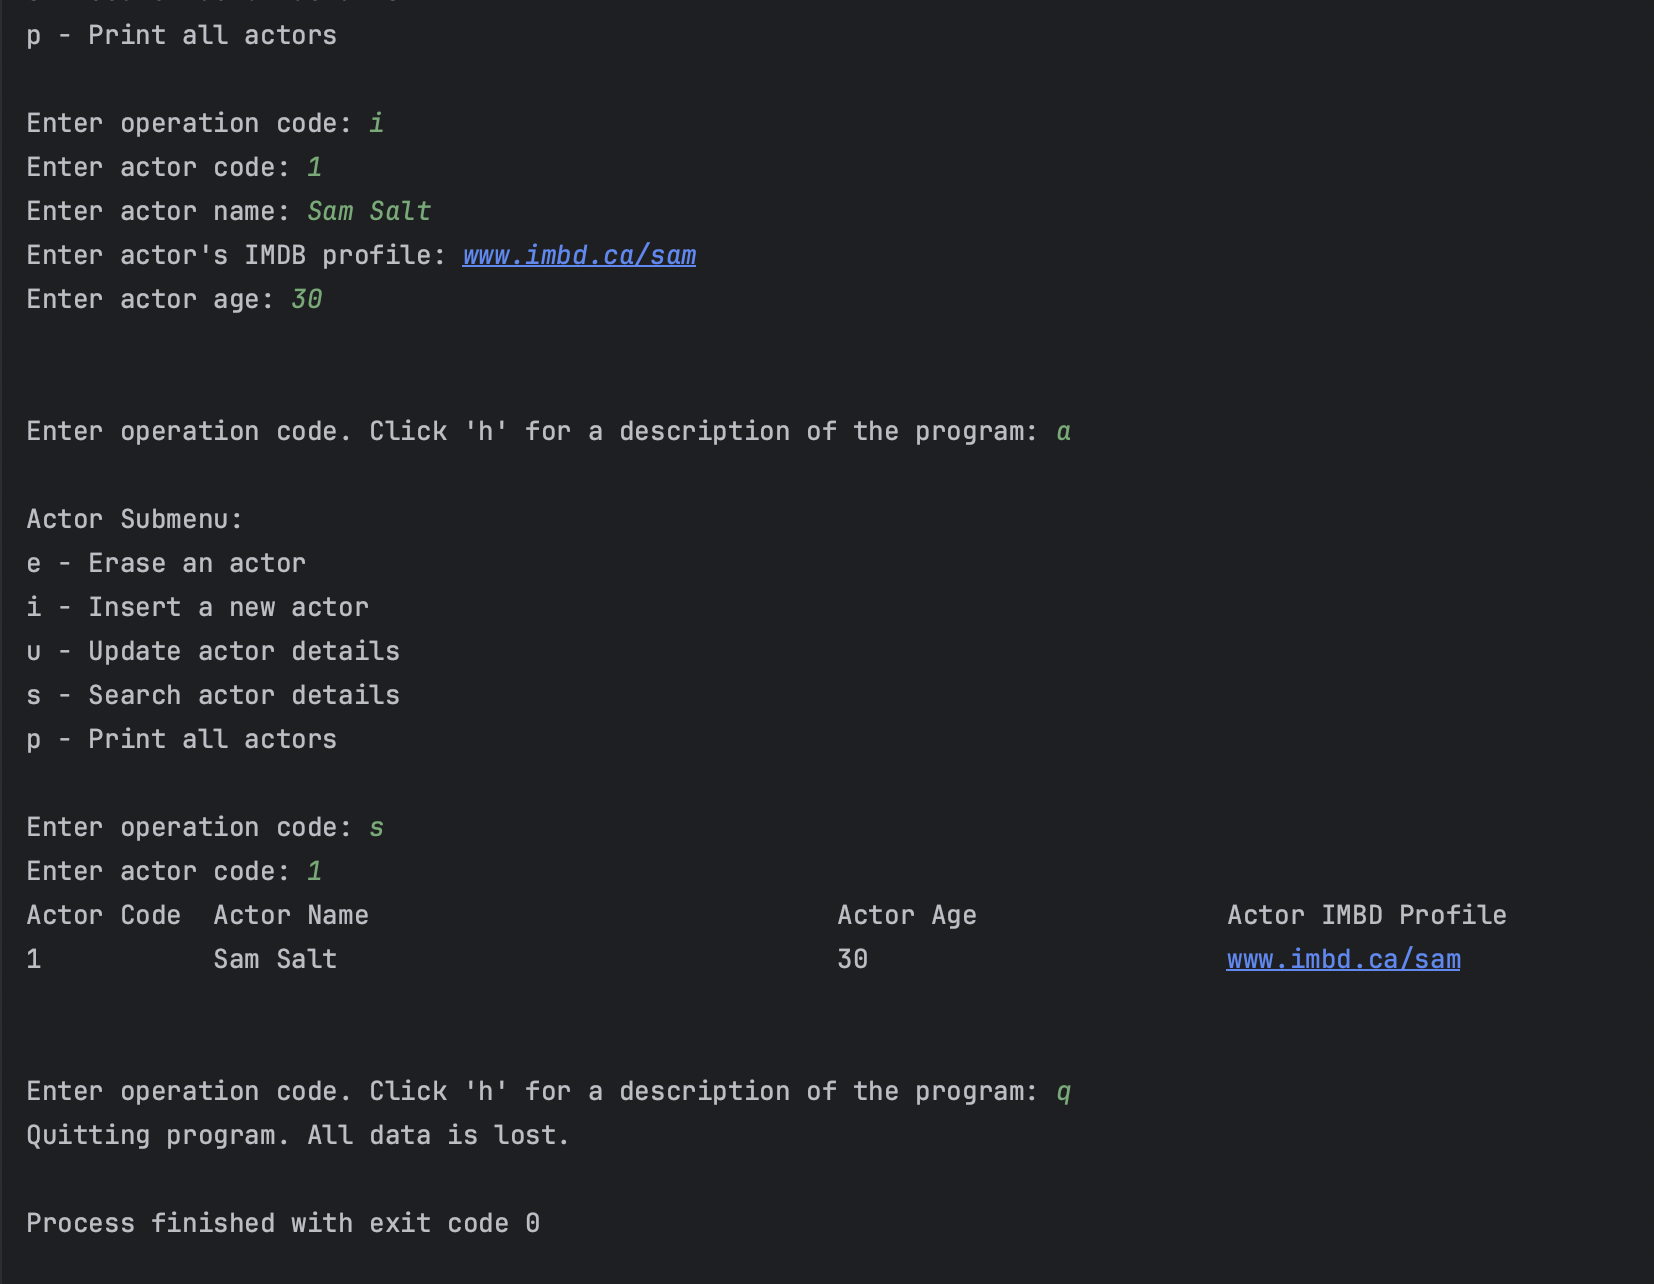 p - Print all actors
Enter operation code: i
Enter actor code: 1
Enter actor name: Sam Salt
Enter actor's IMDB profile: www.imbd.ca/sam
Enter actor age: 30
Enter operation code. Click 'h' for a description of the program: a
Actor Submenu:
e - Erase an actor
i - Insert a new actor
u - Update actor details
s - Search actor details
p - Print all actors
Enter operation code: s
Enter actor code: 1
Actor Code  Actor Name                              Actor Age                Actor IMBD Profile
1           Sam Salt                                30                       www.imbd.ca/sam
Enter operation code. Click 'h' for a description of the program: q
Quitting program. All data is lost.
Process finished with exit code 0